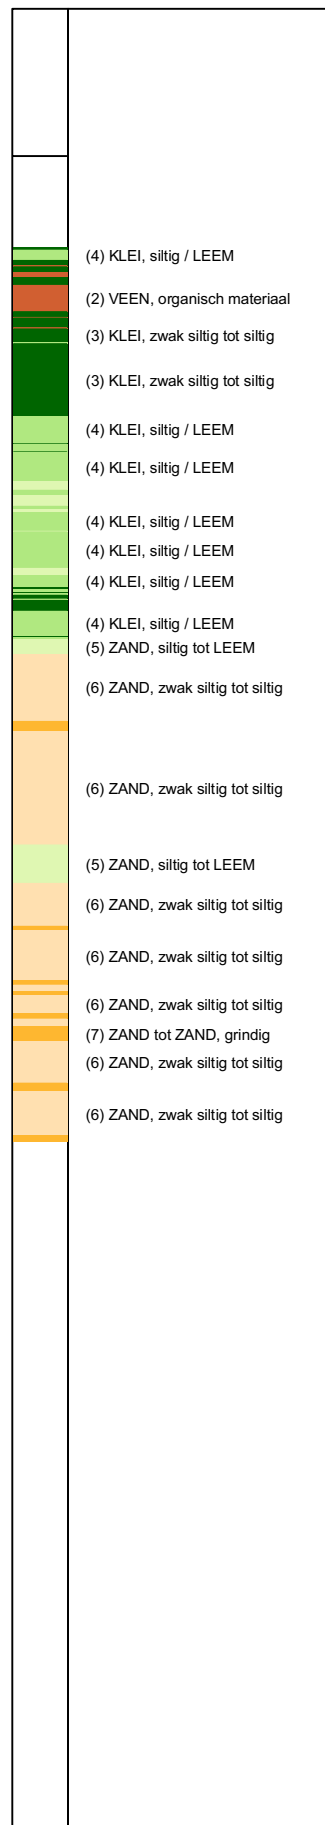 (4) KLEI, siltig / LEEM
(2) VEEN, organisch materiaal
(3) KLEI, zwak siltig tot siltig
(3) KLEI, zwak siltig tot siltig
(4) KLEI, siltig / LEEM
(4) KLEI, siltig / LEEM
(4) KLEI, siltig / LEEM
(4) KLEI, siltig / LEEM
(4) KLEI, siltig / LEEM
(4) KLEI, siltig / LEEM
(5) ZAND, siltig tot LEEM
(6) ZAND, zwak siltig tot siltig
(6) ZAND, zwak siltig tot siltig
(5) ZAND, siltig tot LEEM
(6) ZAND, zwak siltig tot siltig
(6) ZAND, zwak siltig tot siltig
(6) ZAND, zwak siltig tot siltig
(7) ZAND tot ZAND, grindig
(6) ZAND, zwak siltig tot siltig
(6) ZAND, zwak siltig tot siltig